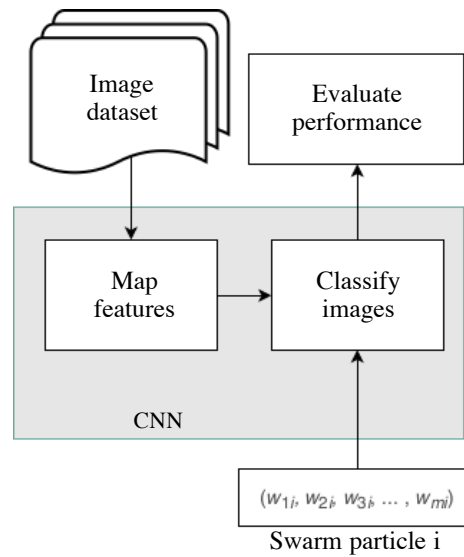 Image
dataset
Evaluate
performance
Map
features
Classify
images
CNN
(w1i, w2i, w3i, ... , wmi)
Swarm particle i